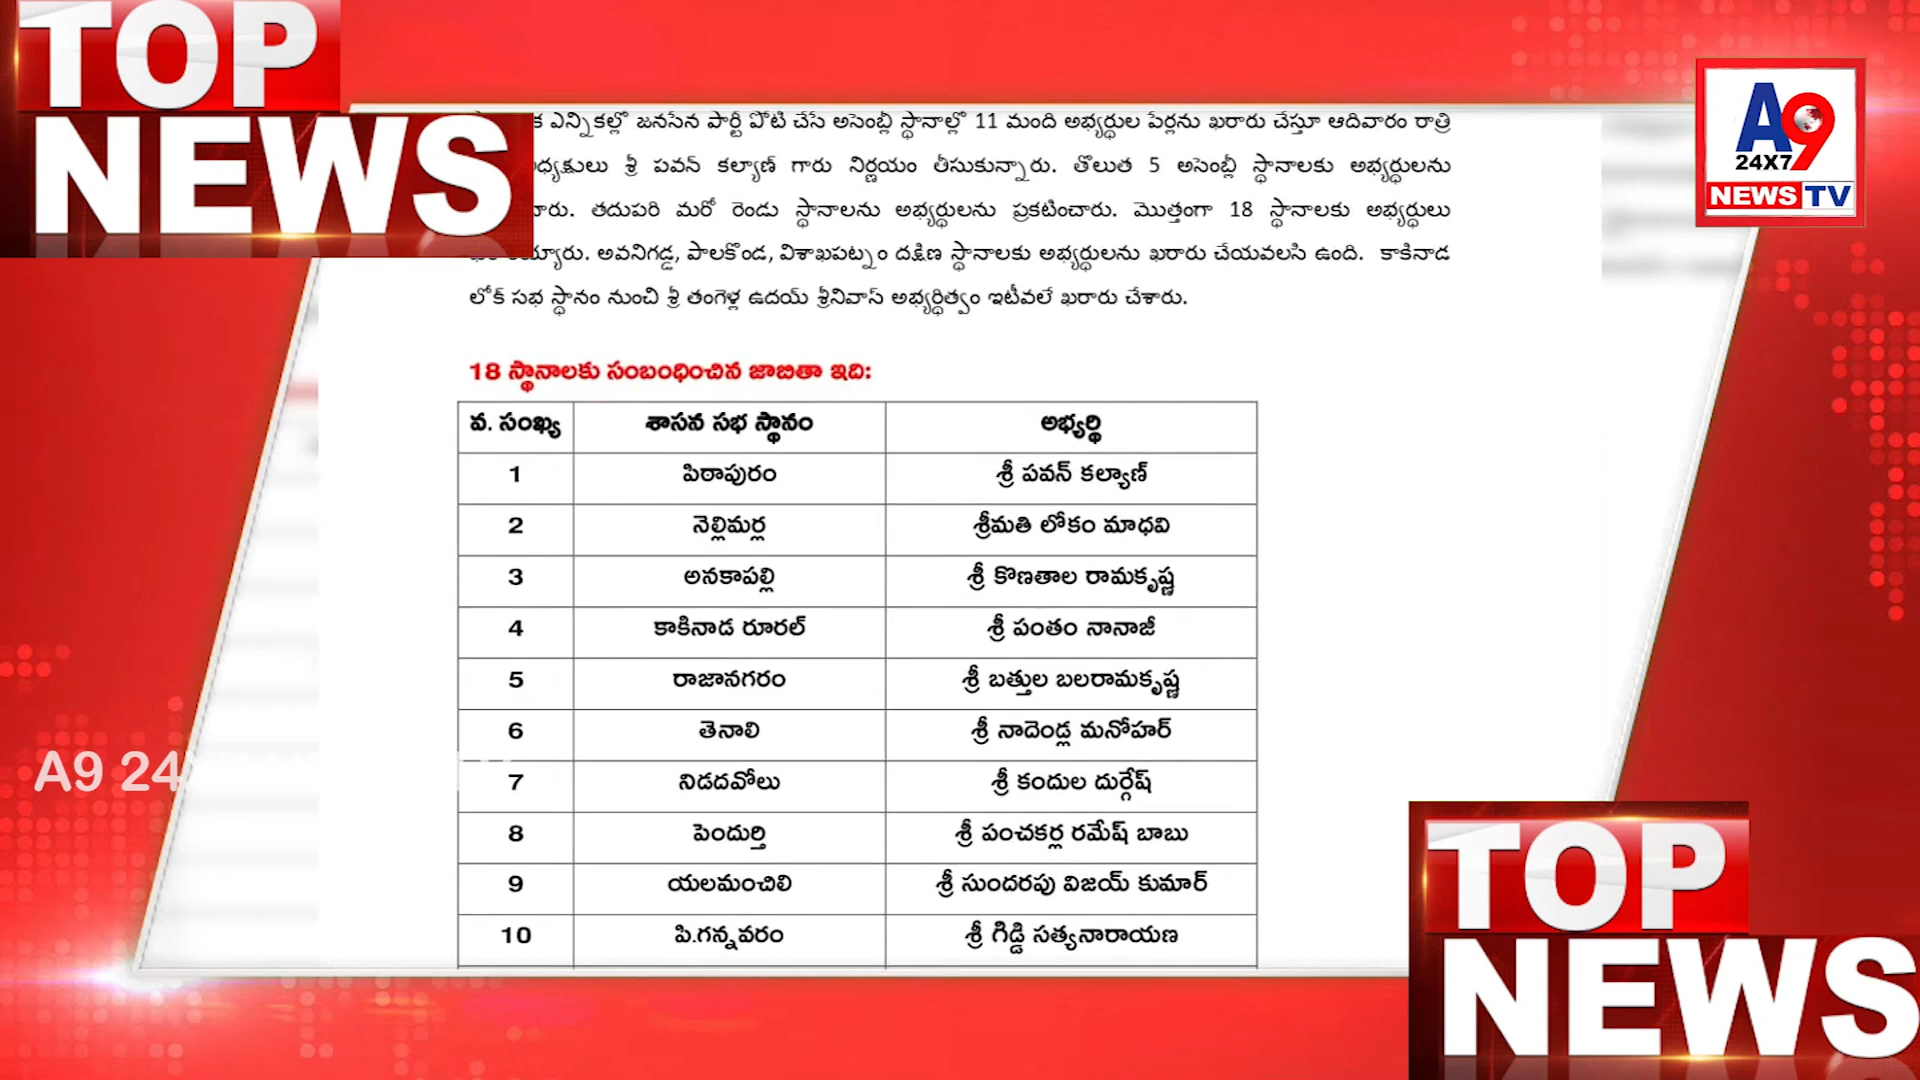 TOP
NEWS
ఎన్నికల్లో జనసేన పార్టీ పోటీ చేసే అసెంబ్లీ స్థానాల్లో 11 మంది అభ్యర్థుల పేర్లను ఖరారు చేస్తూ ఆదివారం రాత్రి
శ్రీ పవన్ కల్యాణ్ గారు నిర్ణయం తీసుకున్నారు. తొలుత 5 అసెంబ్లీ స్థానాలకు అభ్యర్థులను
తదుపరి మరో రెండు స్థానాలను అభ్యర్థులను ప్రకటించారు. మొత్తంగా 18 స్థానాలకు అభ్యర్థులు
అవనిగడ్డ, పాలకొండ, విశాఖపట్నం దక్షిణ స్థానాలకు అభ్యర్థులను ఖరారు చేయవలసి ఉంది. కాకినాడ
లోక్ సభ స్థానం నుంచి శ్రీ తంగెళ్ల ఉదయ్ శ్రీనివాస్ అభ్యర్థిత్వం ఇటీవలే ఖరారు చేశారు.
18 స్థానాలకు సంబంధించిన జాబితా ఇది:
వ. సంఖ్య శాసన సభ స్థానం అభ్యర్థి
1 పిఠాపురం శ్రీ పవన్ కల్యాణ్
2 నెల్లిమర్ల శ్రీమతి లోకం మాధవి
3 అనకాపల్లి శ్రీ కొణతాల రామకృష్ణ
4 కాకినాడ రూరల్ శ్రీ పంతం నానాజీ
5 రాజానగరం శ్రీ బత్తుల బలరామకృష్ణ
6 తెనాలి శ్రీ నాదెండ్ల మనోహర్
7 నిడదవోలు శ్రీ కందుల దుర్గేష్
8 పెందుర్తి శ్రీ పంచకర్ల రమేష్ బాబు
9 యలమంచిలి శ్రీ సుందరపు విజయ్ కుమార్
10 పి.గన్నవరం శ్రీ గిడ్డి సత్యనారాయణ
A9
24X7
NEWS TV
A9 24
TOP
NEWS